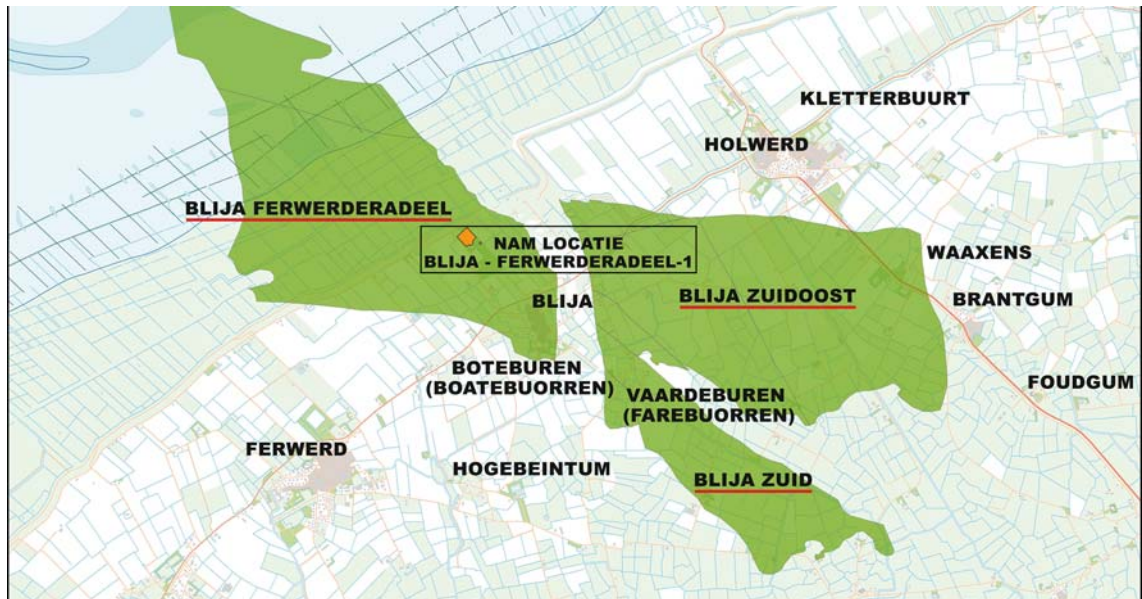 KLETTERBUURT
HOLWERD
BLIJA FERWERDERADEEL
NAM LOCATIE
BLIJA - FERWERDERADEEL-1
WAAXENS
BLIJA
BLIJA ZUIDOOST
BRANTGUM
BOTEBUREN
(BOATEBUORREN)
VAARDEBUREN
(FAREBUORREN)
FOUDGUM
FERWERD
HOGEBEINTUM
BLIJA ZUID